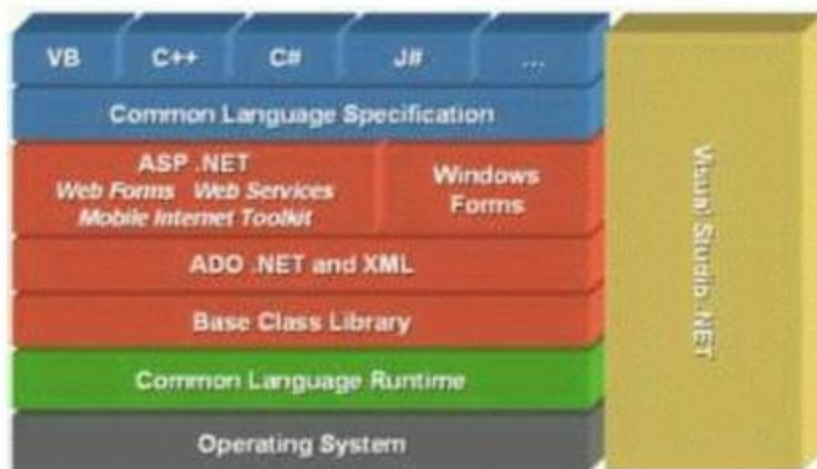 VB C++ C# J# ...
Common Language Specification
ASP .NET
Web Forms Web Services
Mobile Internet Toolkit
Windows
Forms
ADO .NET and XML
Base Class Library
Common Language Runtime
Operating System
Visual Studio .NET